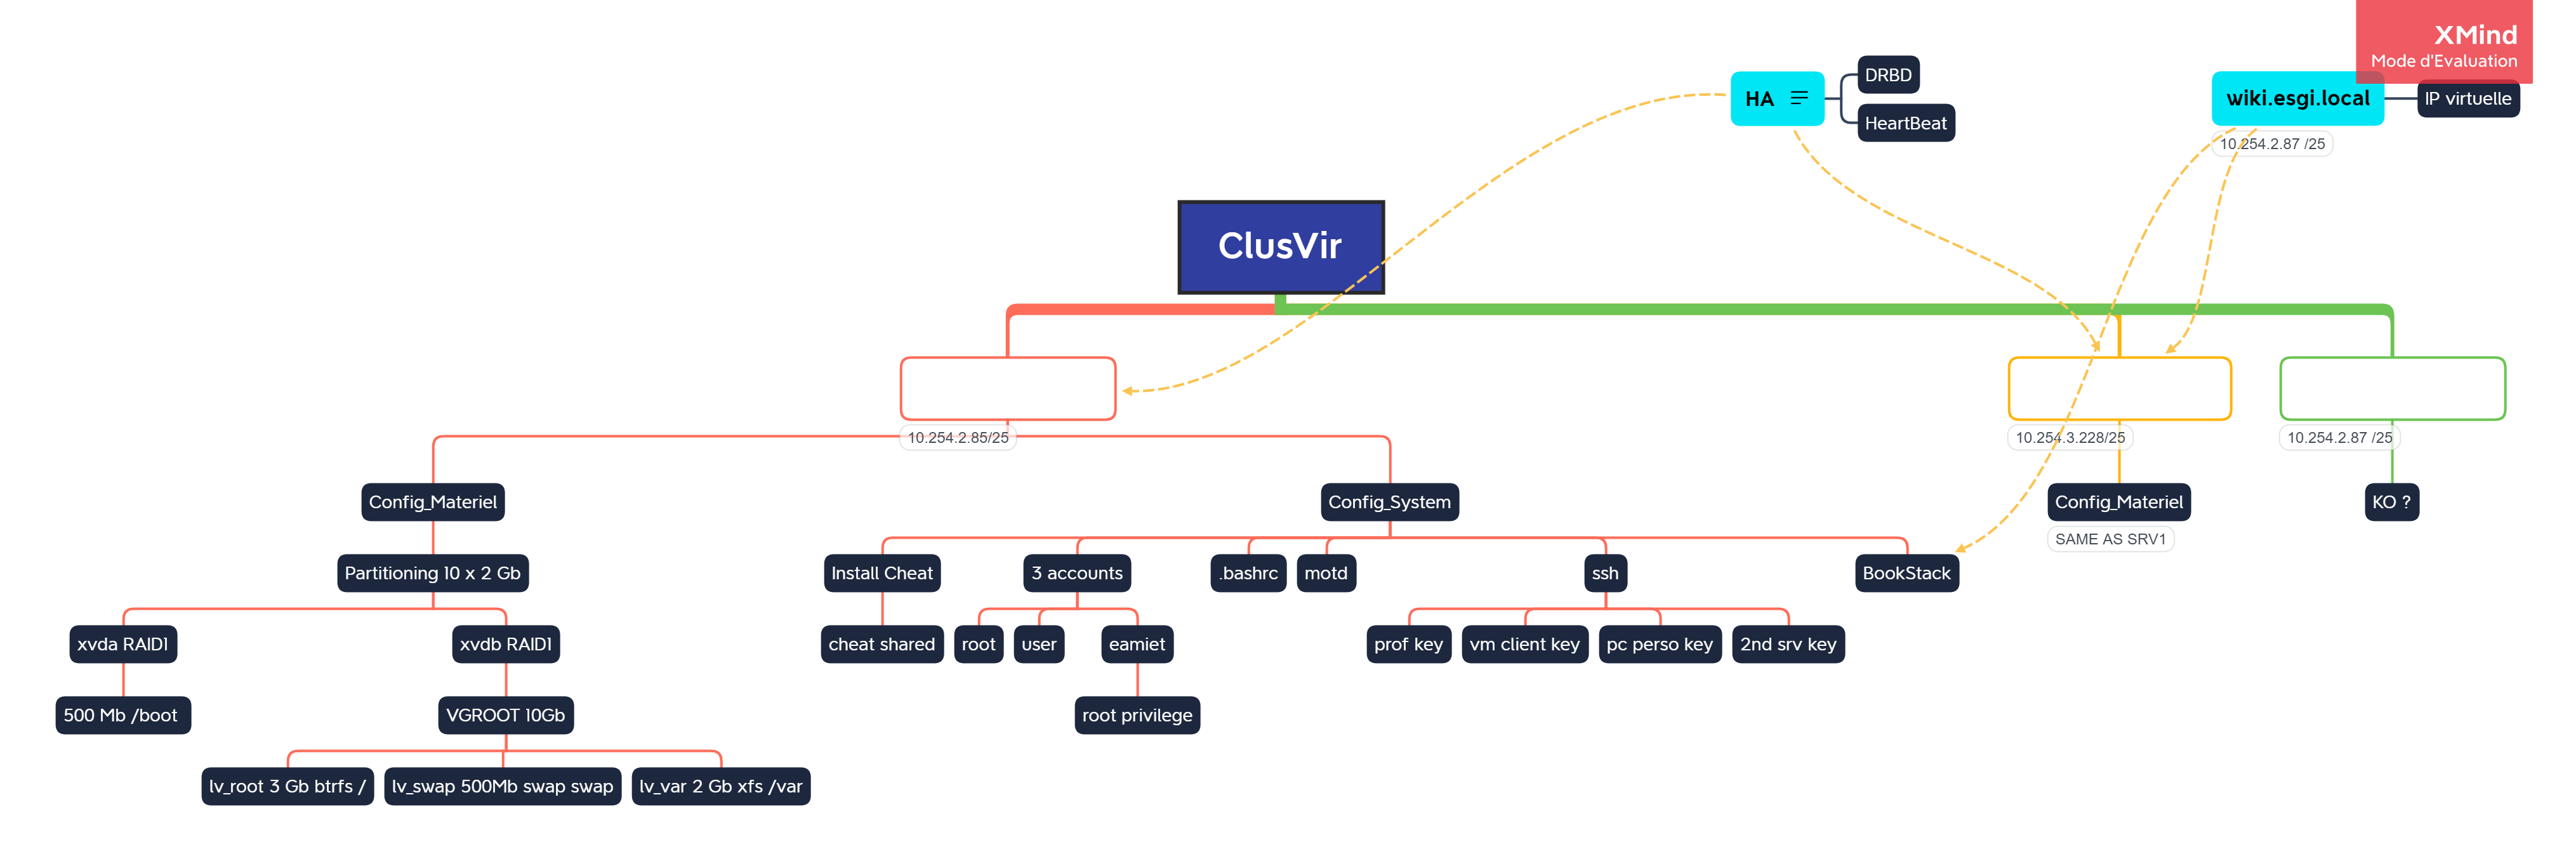 XMind
Mode d'Evaluation
DRBD
HA
HeartBeat
wiki.esgi.local
IP virtuelle
10.254.2.87 /25
ClusVir
10.254.2.85/25
10.254.3.228/25
10.254.2.87 /25
Config_Materiel
Config_System
Config_Materiel
KO ?
SAME AS SRV1
Partitioning 10 x 2 Gb
Install Cheat
3 accounts
.bashrc
motd
ssh
BookStack
xvda RAID1
xvdb RAID1
cheat shared
root
user
eamiet
prof key
vm client key
pc perso key
2nd srv key
500 Mb /boot
VGROOT 10Gb
root privilege
lv_root 3 Gb btrfs /
lv_swap 500Mb swap swap
lv_var 2 Gb xfs /var